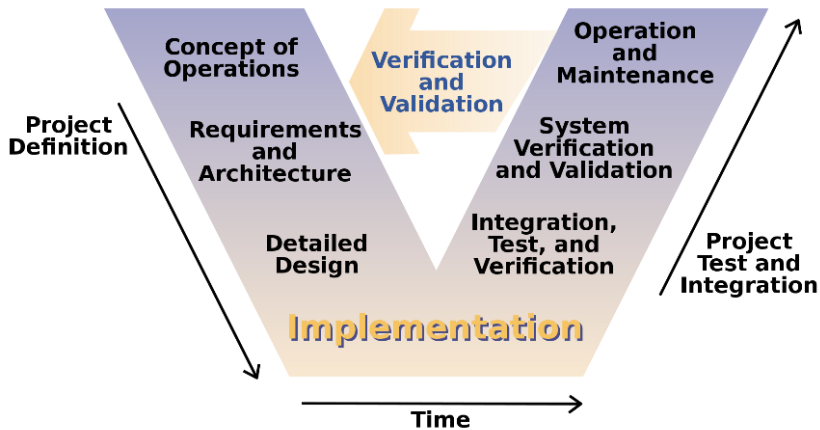 Concept of
Operations
Verification
and
Validation
Operation
and
Maintenance
Project
Definition
Requirements
and
Architecture
System
Verification
and Validation
Detailed
Design
Integration,
Test, and
Verification
Project
Test and
Integration
Implementation
Time